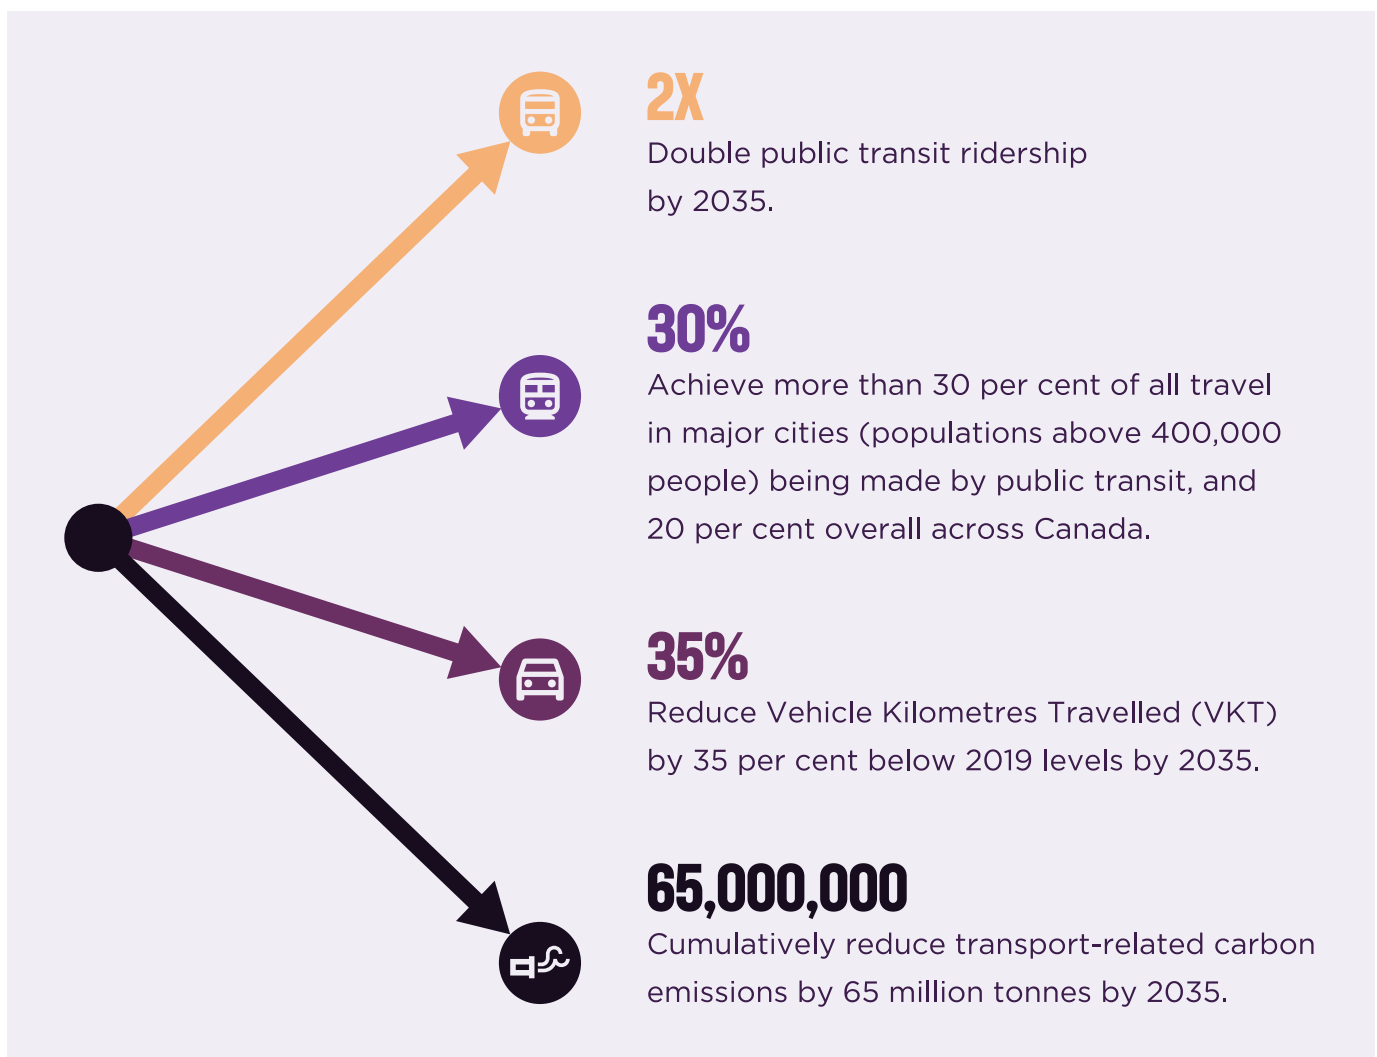 2X
Double public transit ridership
by 2035.
30%
Achieve more than 30 per cent of all travel
in major cities (populations above 400,000
people) being made by public transit, and
20 per cent overall across Canada.
35%
Reduce Vehicle Kilometres Travelled (VKT)
by 35 per cent below 2019 levels by 2035.
65,000,000
Cumulatively reduce transport-related carbon
emissions by 65 million tonnes by 2035.